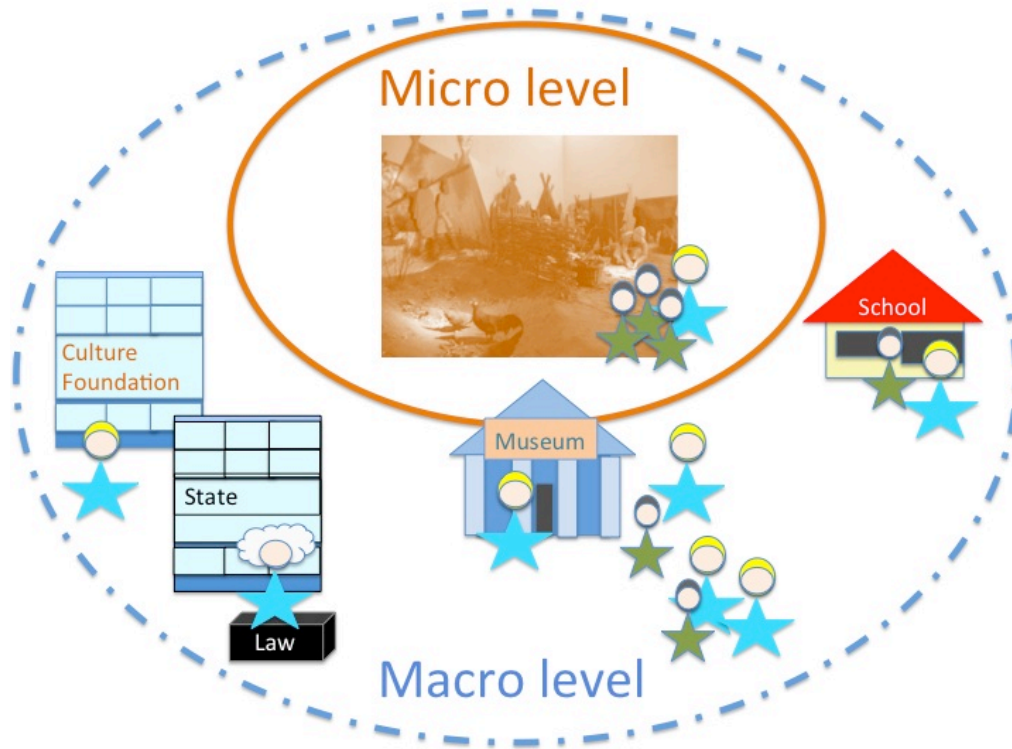 Micro level
School
Culture
Foundation
Museum
State
Law
Macro level